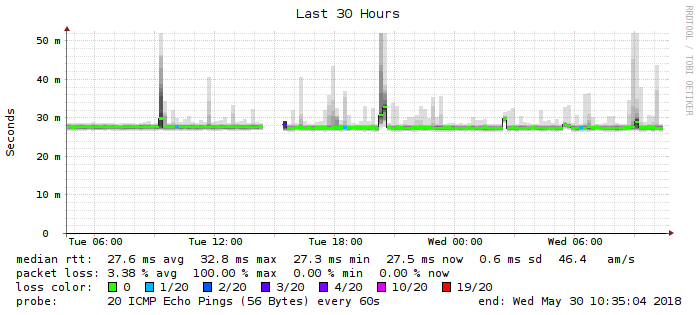 Last 30 Hours
RRDTOOL / TOBI OETIKER
Seconds
50 m
40 m
30 m
20 m
10 m
0
Tue 06:00 Tue 12:00 Tue 18:00 Wed 00:00 Wed 06:00
median rtt: 27.6 ms avg 32.8 ms max 27.3 ms min 27.5 ms now 0.6 ms sd 46.4 am/s
packet loss: 3.38 % avg 100.00 % max 0.00 % min 0.00 % now
loss color: 0 1/20 2/20 3/20 4/20 10/20 19/20
probe: 20 ICMP Echo Pings (56 Bytes) every 60s end: Wed May 30 10:35:04 2018